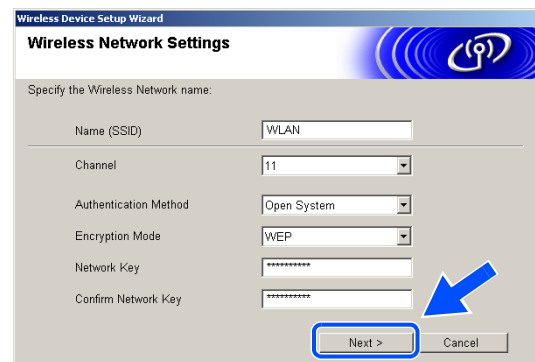 Wireless Device Setup Wizard
Wireless Network Settings
Specify the Wireless Network name:
Name (SSID) WLAN
Channel 11
Authentication Method Open System
Encryption Mode WEP
Network Key **********
Confirm Network Key **********
Next > Cancel